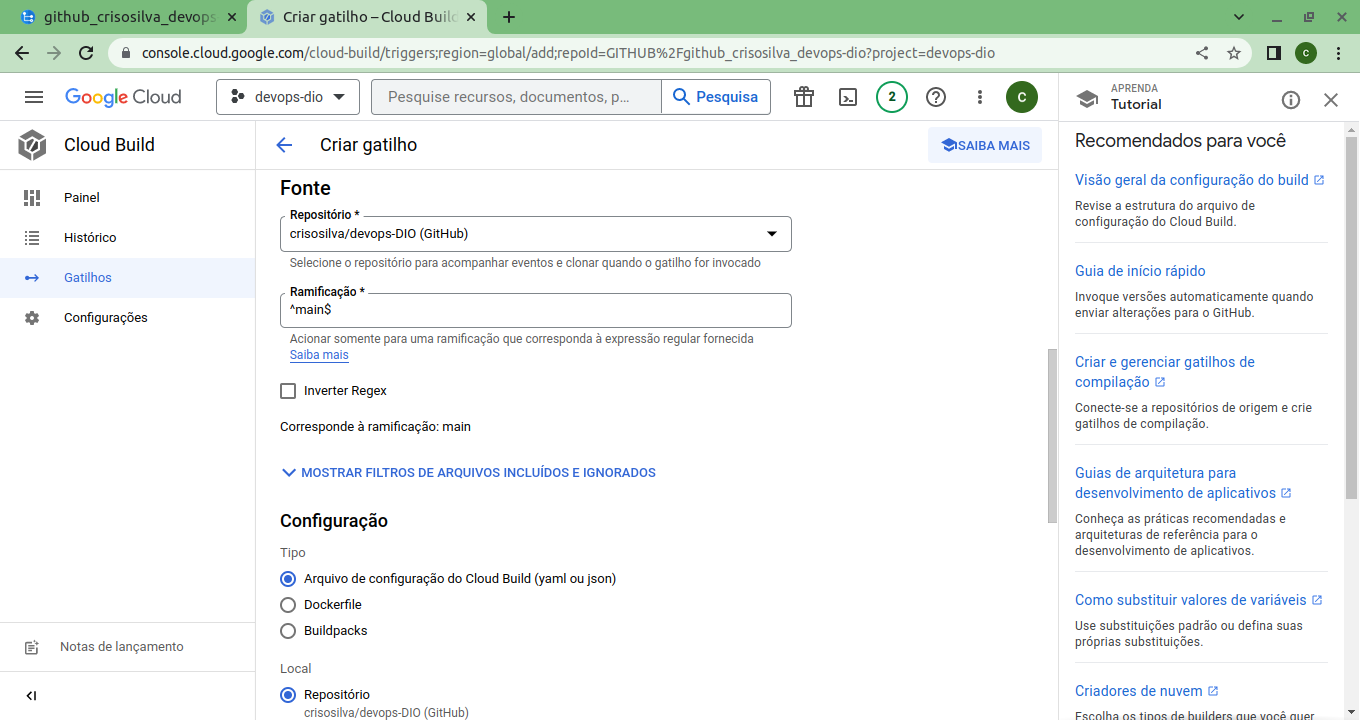 github_crisosilva_devops
Criar gatilho – Cloud Build
console.cloud.google.com/cloud-build/triggers;region=global/add;repoId=GITHUB%2Fgithub_crisosilva_devops-dio?project=devops-dio
C
Google Cloud
devops-dio
Pesquise recursos, documentos, p...
Pesquisa
2
C
APRENDA
Tutorial
Cloud Build
Painel
Histórico
Gatilhos
Configurações
Notas de lançamento
Criar gatilho
SAIBA MAIS
Fonte
Repositório *
crisosilva/devops-DIO (GitHub)
Selecione o repositório para acompanhar eventos e clonar quando o gatilho for invocado
Ramificação *
^main$
Acionar somente para uma ramificação que corresponda à expressão regular fornecida
Saiba mais
Inverter Regex
Corresponde à ramificação: main
MOSTRAR FILTROS DE ARQUIVOS INCLUÍDOS E IGNORADOS
Configuração
Tipo
Arquivo de configuração do Cloud Build (yaml ou json)
Dockerfile
Buildpacks
Local
Repositório
crisosilva/devops-DIO (GitHub)
Recomendados para você
Visão geral da configuração do build
Revise a estrutura do arquivo de
configuração do Cloud Build.
Guia de início rápido
Invoque versões automaticamente quando
enviar alterações para o GitHub.
Criar e gerenciar gatilhos de
compilação
Conecte-se a repositórios de origem e crie
gatilhos de compilação.
Guias de arquitetura para
desenvolvimento de aplicativos
Conheça as práticas recomendadas e
arquiteturas de referência para o
desenvolvimento de aplicativos.
Como substituir valores de variáveis
Use substituições padrão ou defina suas
próprias substituições.
Criadores de nuvem
Escolha os tipos de builders que você quer